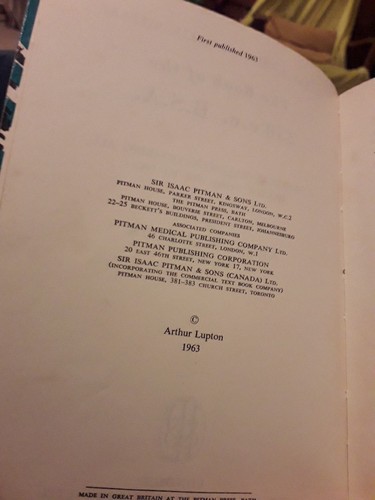 First published 1963
SIR ISAAC PITMAN & SONS LTD.
PITMAN HOUSE, PARKER STREET, KINGSWAY, LONDON, W.C.2
THE PITMAN PRESS, BATH
PITMAN HOUSE, BOUVERIE STREET, CARLTON, MELBOURNE
22–25 BECKETT'S BUILDINGS, PRESIDENT STREET, JOHANNESBURG
ASSOCIATED COMPANIES
PITMAN MEDICAL PUBLISHING COMPANY LTD.
46 CHARLOTTE STREET, LONDON, W.1
PITMAN PUBLISHING CORPORATION
20 EAST 46TH STREET, NEW YORK 17, NEW YORK
SIR ISAAC PITMAN & SONS (CANADA) LTD.
(INCORPORATING THE COMMERCIAL TEXT BOOK COMPANY)
PITMAN HOUSE, 381–383 CHURCH STREET, TORONTO
©
Arthur Lupton
1963
MADE IN GREAT BRITAIN AT THE PITMAN PRESS, BATH